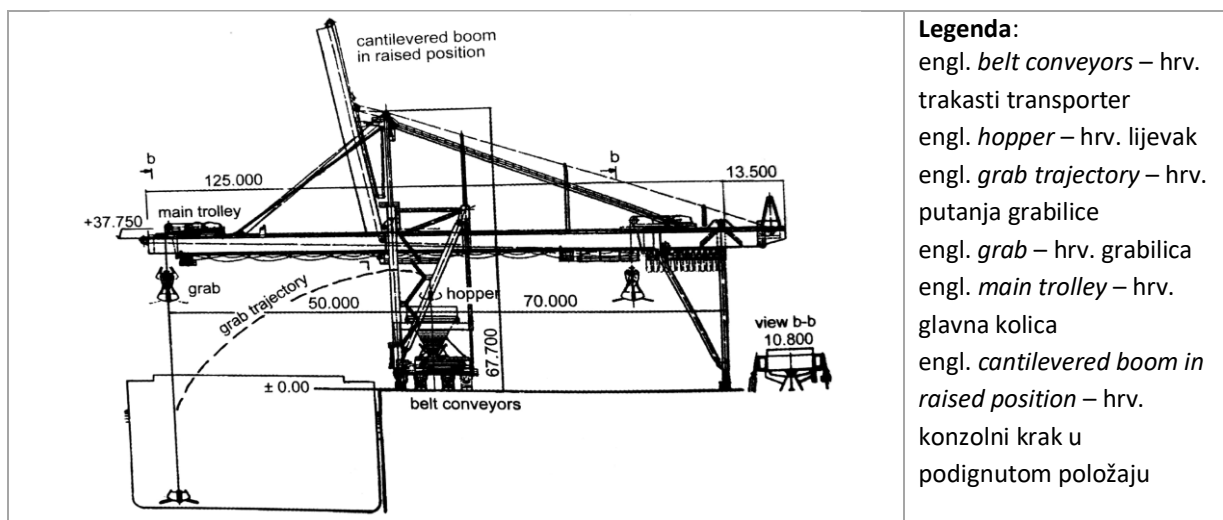 cantilevered boom
in raised position
b
b
125.000
13.500
main trolley
+37.750
grab
grab trajectory
50.000
hopper
70.000
67.700
view b-b
10.800
± 0.00
belt conveyors
Legenda:
engl. belt conveyors – hrv.
trakasti transporter
engl. hopper – hrv. lijevak
engl. grab trajectory – hrv.
putanja grabilice
engl. grab – hrv. grabilica
engl. main trolley – hrv.
glavna kolica
engl. cantilevered boom in
raised position – hrv.
konzolni krak u
podignutom položaju